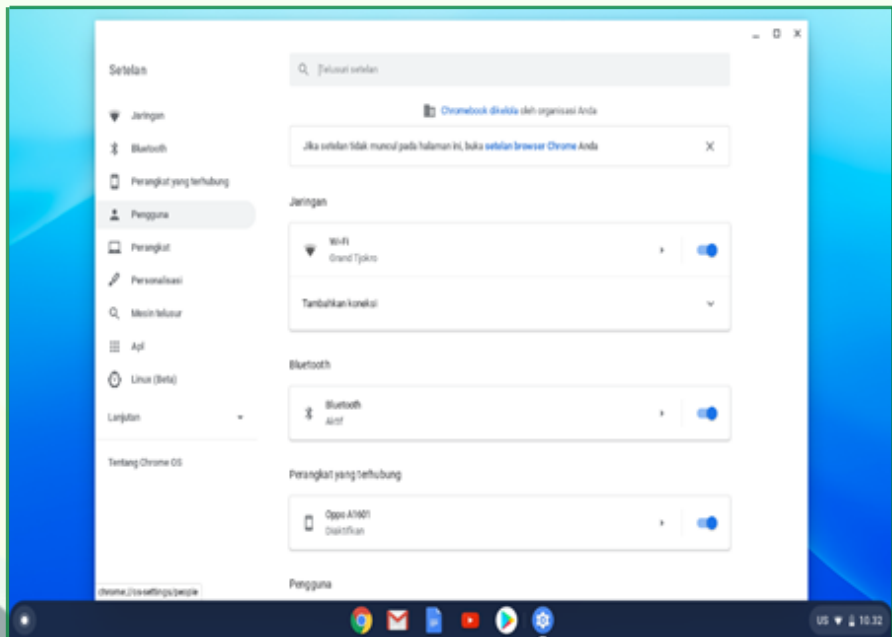 Setelan
Telusuri setelan
Jaringan
Bluetooth
Perangkat yang terhubung
Pengguna
Perangkat
Personalisasi
Mesin telusur
Apl
Linux (Beta)
Lanjutan
Tentang Chrome OS
chrome://os-settings/people
Chromebook dikelola oleh organisasi Anda
Jika setelan tidak muncul pada halaman ini, buka setelan browser Chrome Anda
Jaringan
Wi-Fi
Grand Tjokro
Tambahkan koneksi
Bluetooth
Bluetooth
Aktif
Perangkat yang terhubung
Oppo A1601
Diaktifkan
Pengguna
US 10.32